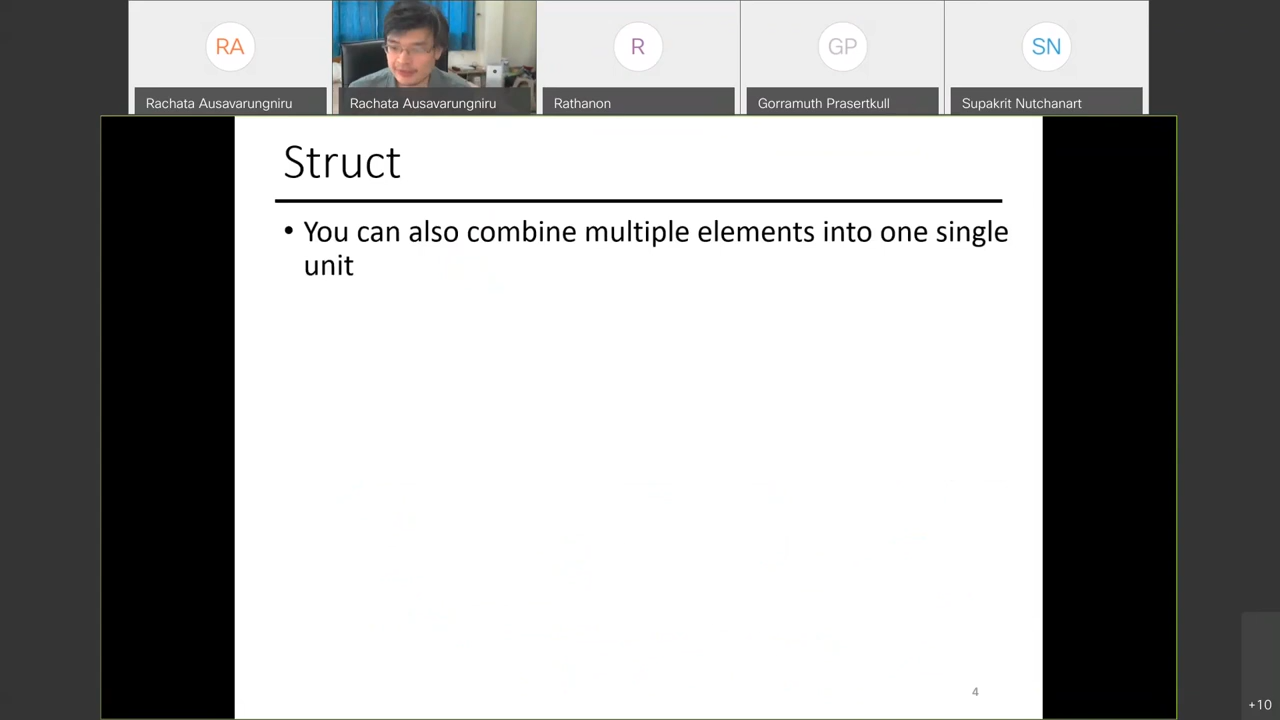 RA
R
GP
SN
Rachata Ausavarungniru
Rachata Ausavarungniru
Rathanon
Gorramuth Prasertkull
Supakrit Nutchanart
Struct
• You can also combine multiple elements into one single
unit
4
+10